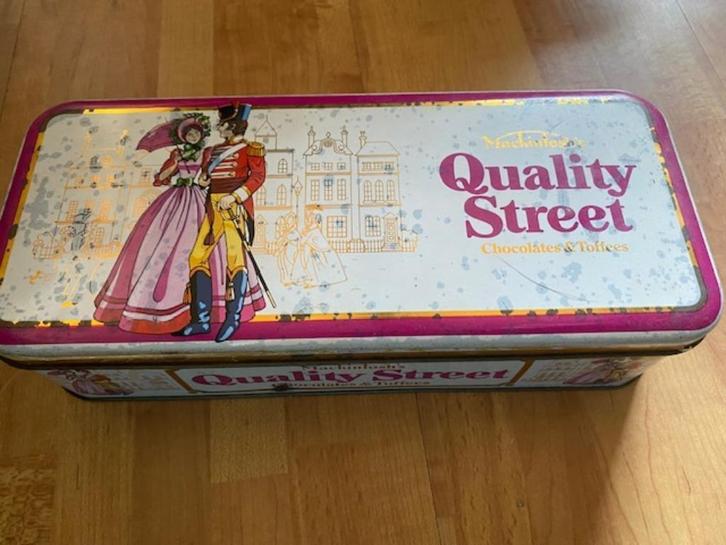 Mackintosh's
Quality
Street
Chocolates & Toffees
Mackintosh's
Quality Street
Chocolates & Toffees